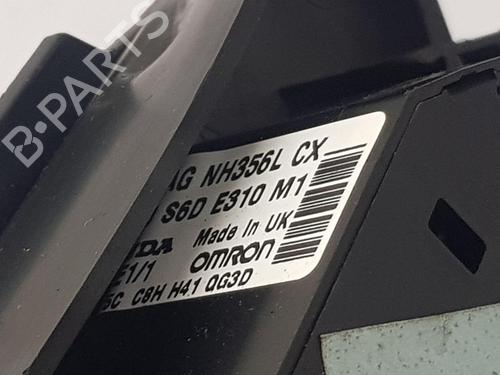 B-PARTS
AG NH356L CX
S6D E310 M1
DA Made In UK
E1/1 OMRON
5C C8H H41 QG3D